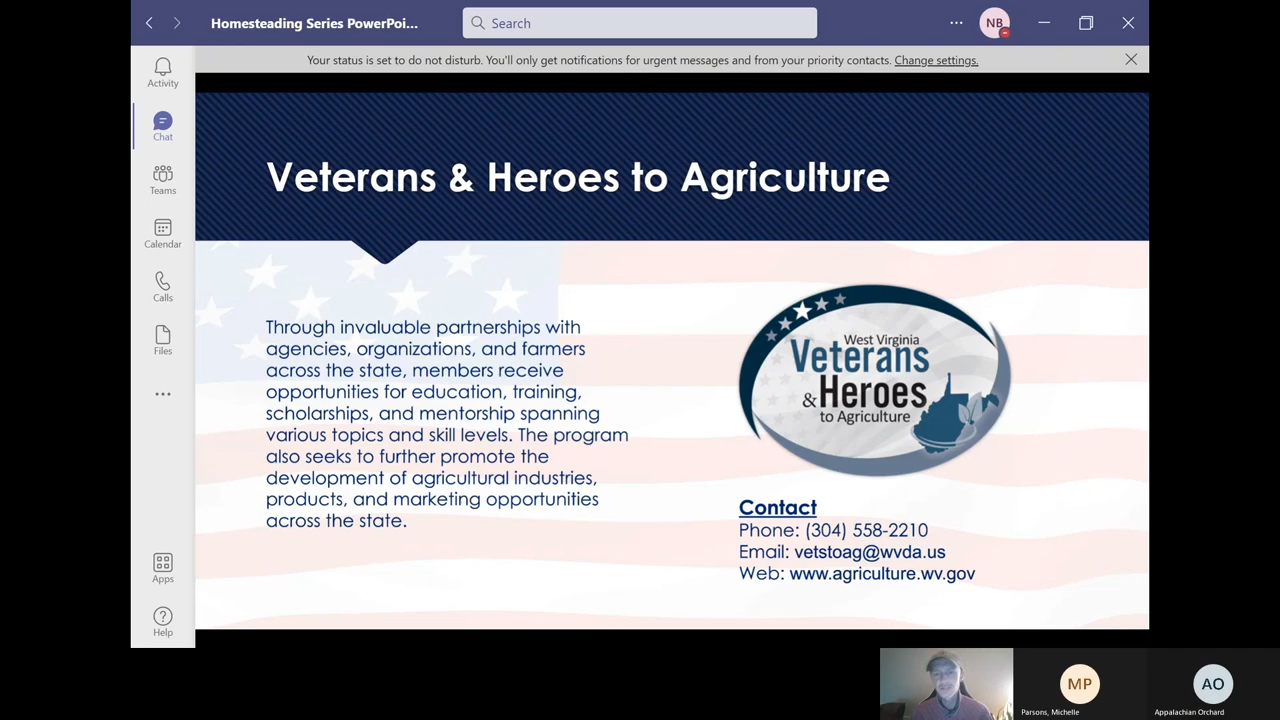 Homesteading Series PowerPoi...
Search
...
NB
Your status is set to do not disturb. You'll only get notifications for urgent messages and from your priority contacts. Change settings.
Activity
Chat
Teams
Calendar
Calls
Files
...
Apps
Help
Veterans & Heroes to Agriculture
Through invaluable partnerships with
agencies, organizations, and farmers
across the state, members receive
opportunities for education, training,
scholarships, and mentorship spanning
various topics and skill levels. The program
also seeks to further promote the
development of agricultural industries,
products, and marketing opportunities
across the state.
West Virginia
Veterans
& Heroes
to Agriculture
Contact
Phone: (304) 558-2210
Email: vetstoag@wvda.us
Web: www.agriculture.wv.gov
MP
Parsons, Michelle
AO
Appalachian Orchard